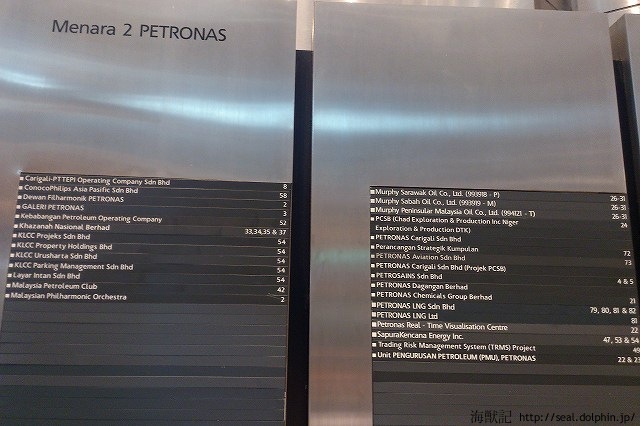 Menara 2 PETRONAS
Carigali-PTTEPI Operating Company Sdn Bhd 8
ConocoPhilips Asia Pasific Sdn Bhd 58
Dewan Filharmonik PETRONAS 2
GALERI PETRONAS 3
Kebabangan Petroleum Operating Company 52
Khazanah Nasional Berhad 33,34,35 & 37
KLCC Projeks Sdn Bhd 54
KLCC Property Holdings Bhd 54
KLCC Urusharta Sdn Bhd 54
KLCC Parking Management Sdn Bhd 54
Layar Intan Sdn Bhd 54
Malaysia Petroleum Club 42
Malaysian Philharmonic Orchestra 2
Murphy Sarawak Oil Co., Ltd. (993918 - P) 26-31
Murphy Sabah Oil Co., Ltd. (993919 - M) 26-31
Murphy Peninsular Malaysia Oil Co., Ltd. (994121 - T) 26-31
PCSB (Chad Exploration & Production Inc Niger 24
Exploration & Production DTK)
PETRONAS Carigali Sdn Bhd
Perancangan Strategik Kumpulan 72
PETRONAS Aviation Sdn Bhd 73
PETRONAS Carigali Sdn Bhd (Projek PCSB)
PETROSAINS Sdn Bhd 4 & 5
PETRONAS Dagangan Berhad
PETRONAS Chemicals Group Berhad 21
PETRONAS LNG Sdn Bhd 79, 80, 81 & 82
PETRONAS LNG Ltd 81
Petronas Real - Time Visualisation Centre 22
SapuraKencana Energy Inc. 47, 53 & 54
Trading Risk Management System (TRMS) Project 49
Unit PENGURUSAN PETROLEUM (PMU), PETRONAS 22 & 23
海獣記 http://seal.dolphin.jp/